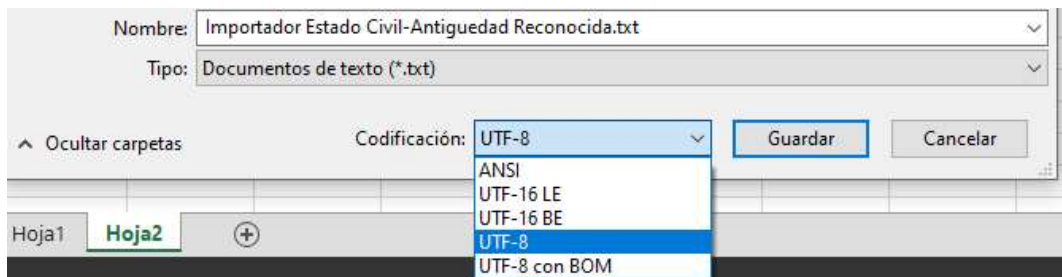 Nombre: Importador Estado Civil-Antiguedad Reconocida.txt
Tipo: Documentos de texto (*.txt)
Ocultar carpetas Codificación: UTF-8 Guardar Cancelar
ANSI
UTF-16 LE
UTF-16 BE
Hoja1 Hoja2 UTF-8
UTF-8 con BOM